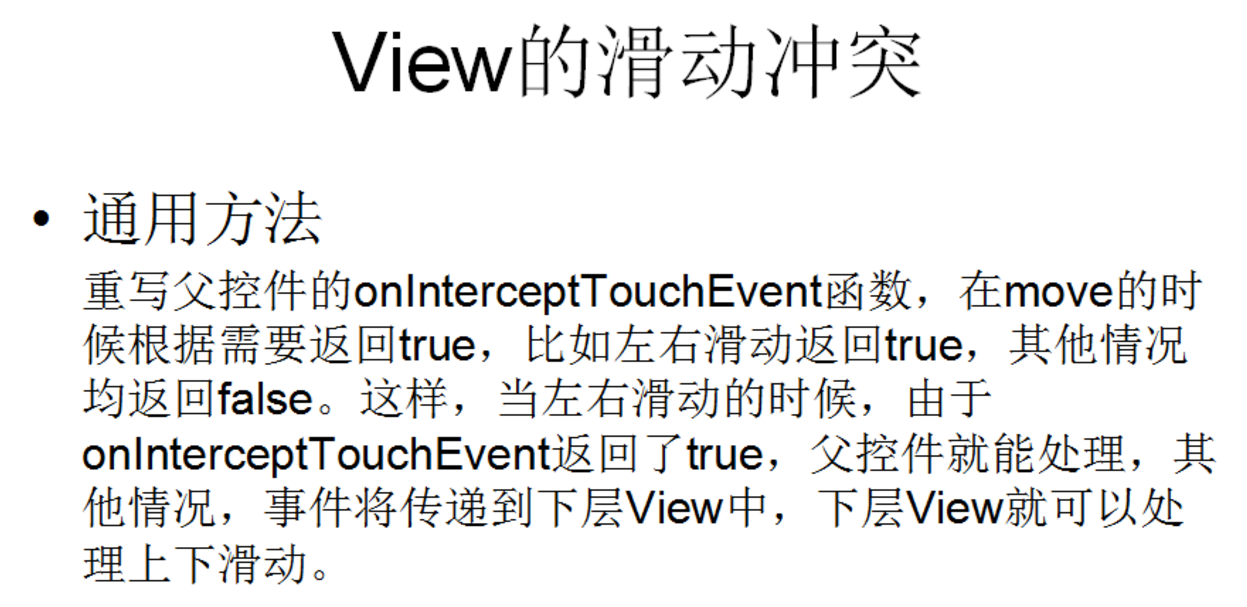 View的滑动冲突
• 通用方法
重写父控件的onInterceptTouchEvent函数，在move的时
候根据需要返回true，比如左右滑动返回true，其他情况
均返回false。这样，当左右滑动的时候，由于
onInterceptTouchEvent返回了true，父控件就能处理，其
他情况，事件将传递到下层View中，下层View就可以处
理上下滑动。